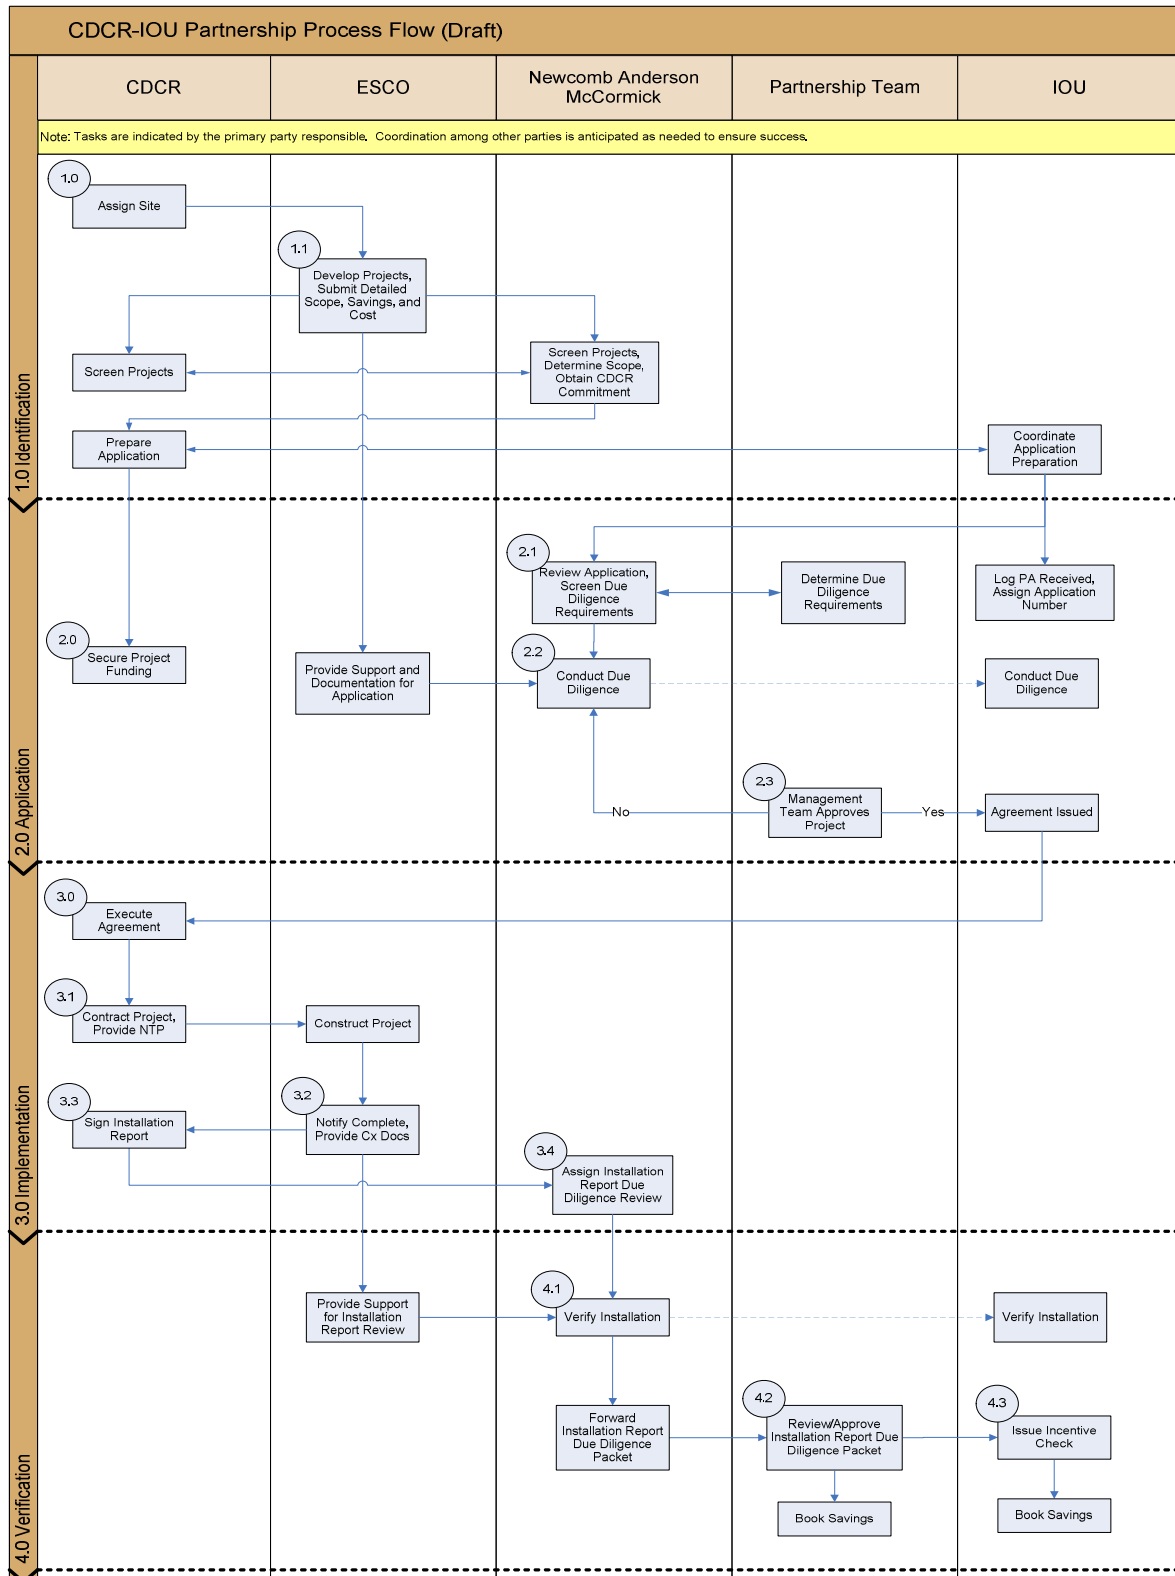 CDCR-IOU Partnership Process Flow (Draft)
CDCR
ESCO
Newcomb Anderson
McCormick
Partnership Team
IOU
Note: Tasks are indicated by the primary party responsible. Coordination among other parties is anticipated as needed to ensure success.
1.0 Identification
1.0
Assign Site
1.1
Develop Projects,
Submit Detailed
Scope, Savings, and
Cost
Screen Projects
Screen Projects,
Determine Scope,
Obtain CDCR
Commitment
Prepare
Application
Coordinate
Application
Preparation
2.0 Application
2.1
Review Application,
Screen Due
Diligence
Requirements
Determine Due
Diligence
Requirements
Log PA Received,
Assign Application
Number
2.0
Secure Project
Funding
Provide Support and
Documentation for
Application
2.2
Conduct Due
Diligence
Conduct Due
Diligence
2.3
Management
Team Approves
Project
No
Yes
Agreement Issued
3.0 Implementation
3.0
Execute
Agreement
3.1
Contract Project,
Provide NTP
Construct Project
3.3
Sign Installation
Report
3.2
Notify Complete,
Provide Cx Docs
3.4
Assign Installation
Report Due
Diligence Review
4.0 Verification
Provide Support
for Installation
Report Review
4.1
Verify Installation
Verify Installation
Forward
Installation Report
Due Diligence
Packet
4.2
Review/Approve
Installation Report Due
Diligence Packet
4.3
Issue Incentive
Check
Book Savings
Book Savings